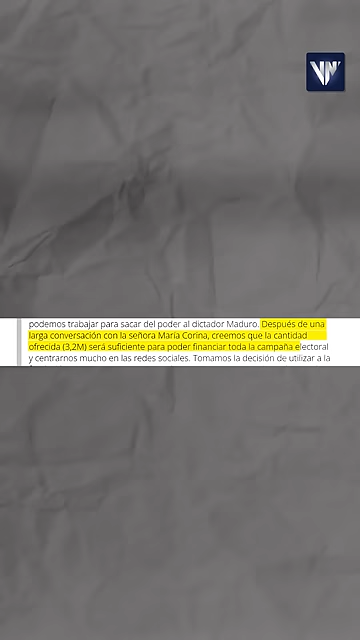 VN
podemos trabajar para sacar del poder al dictador Maduro. Después de una
larga conversación con la señora María Corina, creemos que la cantidad
ofrecida (3,2M) será suficiente para poder financiar toda la campaña electoral
y centrarnos mucho en las redes sociales. Tomamos la decisión de utilizar a la